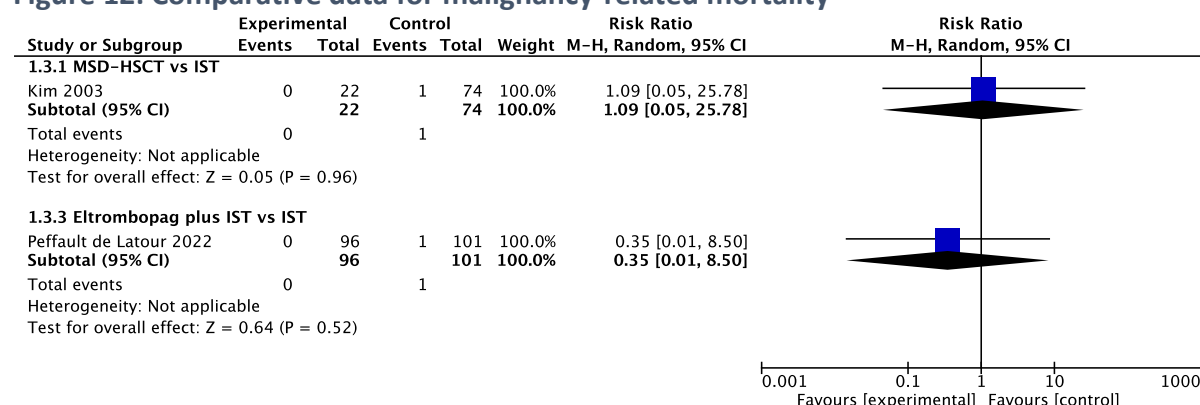 Figure 12. Comparative data for malignancy related mortality
Experimental Control Risk Ratio Risk Ratio
Study or Subgroup Events Total Events Total Weight M-H, Random, 95% CI M-H, Random, 95% CI
1.3.1 MSD-HSCT vs IST
Kim 2003 0 22 1 74 100.0% 1.09 [0.05, 25.78]
Subtotal (95% CI) 22 74 100.0% 1.09 [0.05, 25.78]
Total events 0 1
Heterogeneity: Not applicable
Test for overall effect: Z = 0.05 (P = 0.96)
1.3.3 Eltrombopag plus IST vs IST
Peffault de Latour 2022 0 96 1 101 100.0% 0.35 [0.01, 8.50]
Subtotal (95% CI) 96 101 100.0% 0.35 [0.01, 8.50]
Total events 0 1
Heterogeneity: Not applicable
Test for overall effect: Z = 0.64 (P = 0.52)
0.001 0.1 1 10 1000
Favours [experimental] Favours [control]